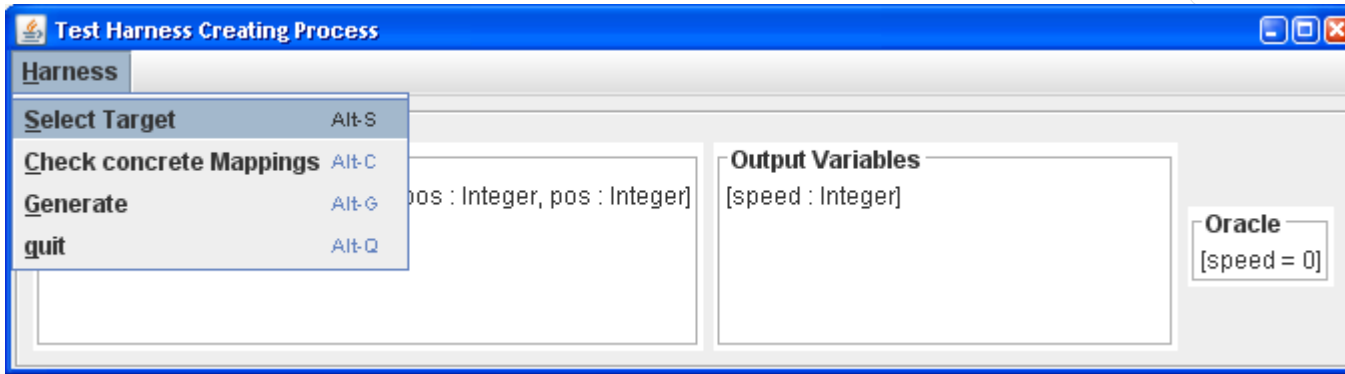 Test Harness Creating Process
Harness
Select Target Alt-S
Check concrete Mappings Alt-C
Generate Alt-G
quit Alt-Q
pos : Integer, pos : Integer]
Output Variables
[speed : Integer]
Oracle
[speed = 0]